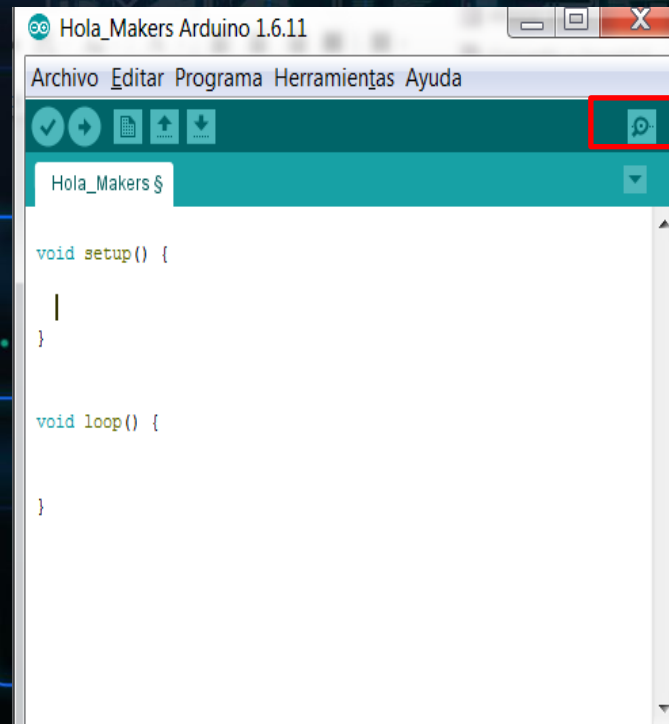 Hola_Makers Arduino 1.6.11
Archivo Editar Programa Herramientas Ayuda
Hola_Makers §
void setup() {
}
void loop() {
}